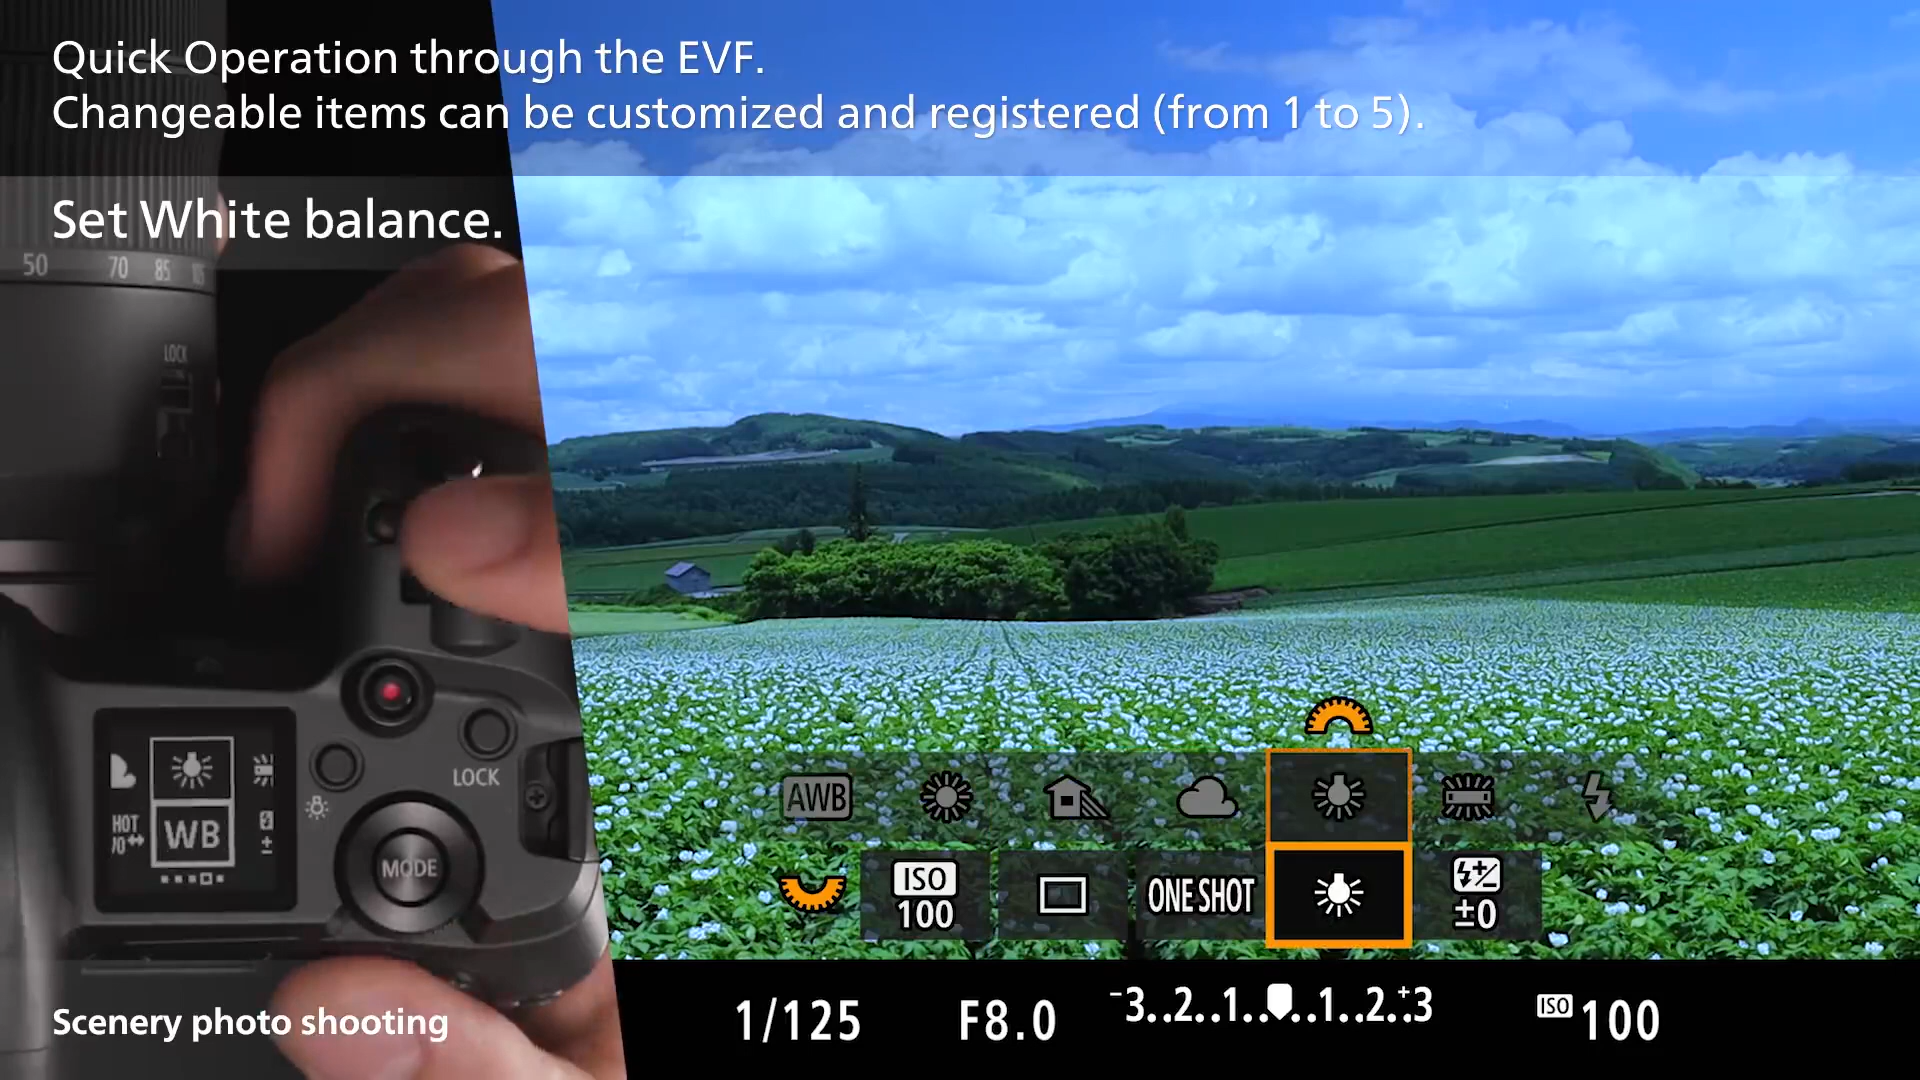 Quick Operation through the EVF.
Changeable items can be customized and registered (from 1 to 5).
Set White balance.
50 70 85 105
LOCK
LOCK
HOT
WB
MODE
AWB
ISO
100
ONE SHOT
±0
Scenery photo shooting
1/125 F8.0 -3..2..1.. ..1..2..+3 ISO 100